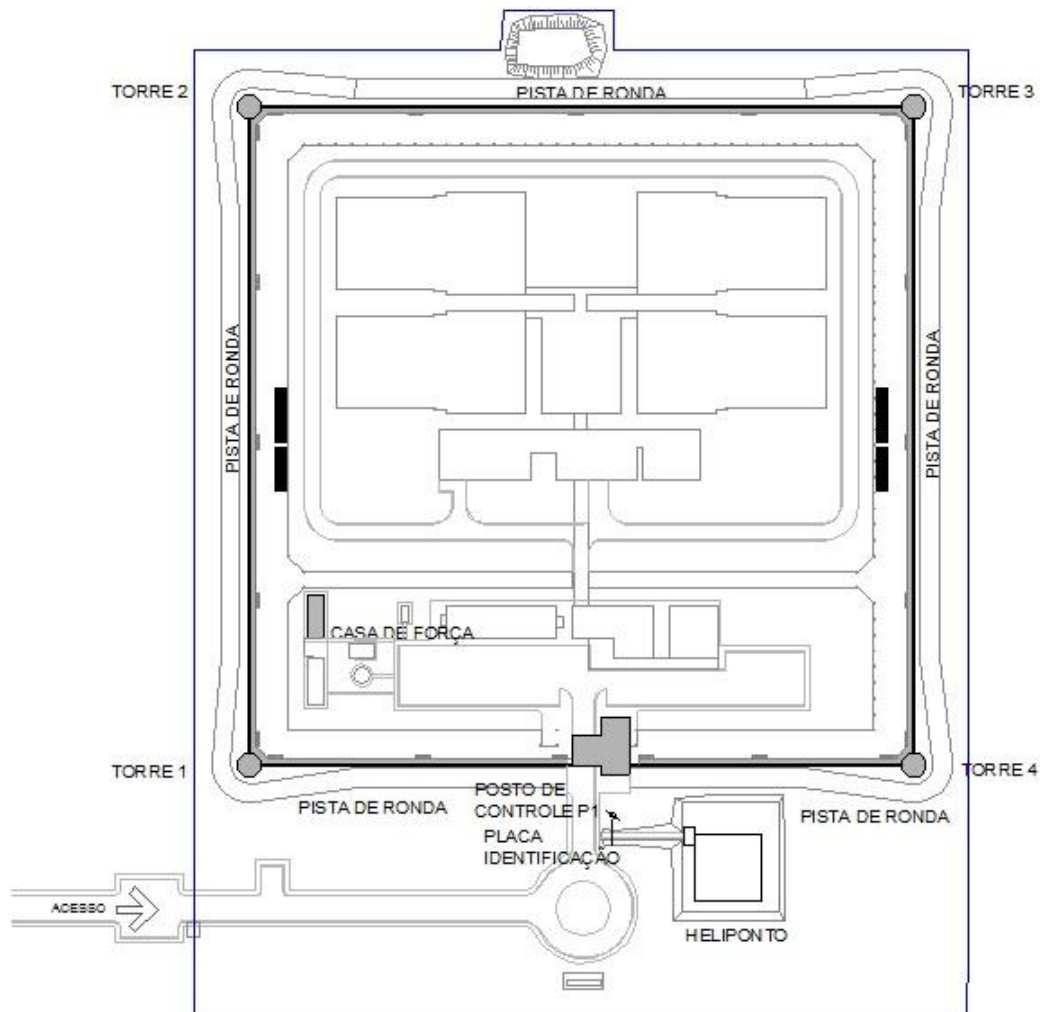 TORRE 2
PISTA DE RONDA
TORRE 3
PISTA DE RONDA
PISTA DE RONDA
CASA DE FORÇA
TORRE 1
TORRE 4
PISTA DE RONDA
POSTO DE
CONTROLE P1
PLACA
IDENTIFICAÇÃO
PISTA DE RONDA
ACESSO
HELIPONTO